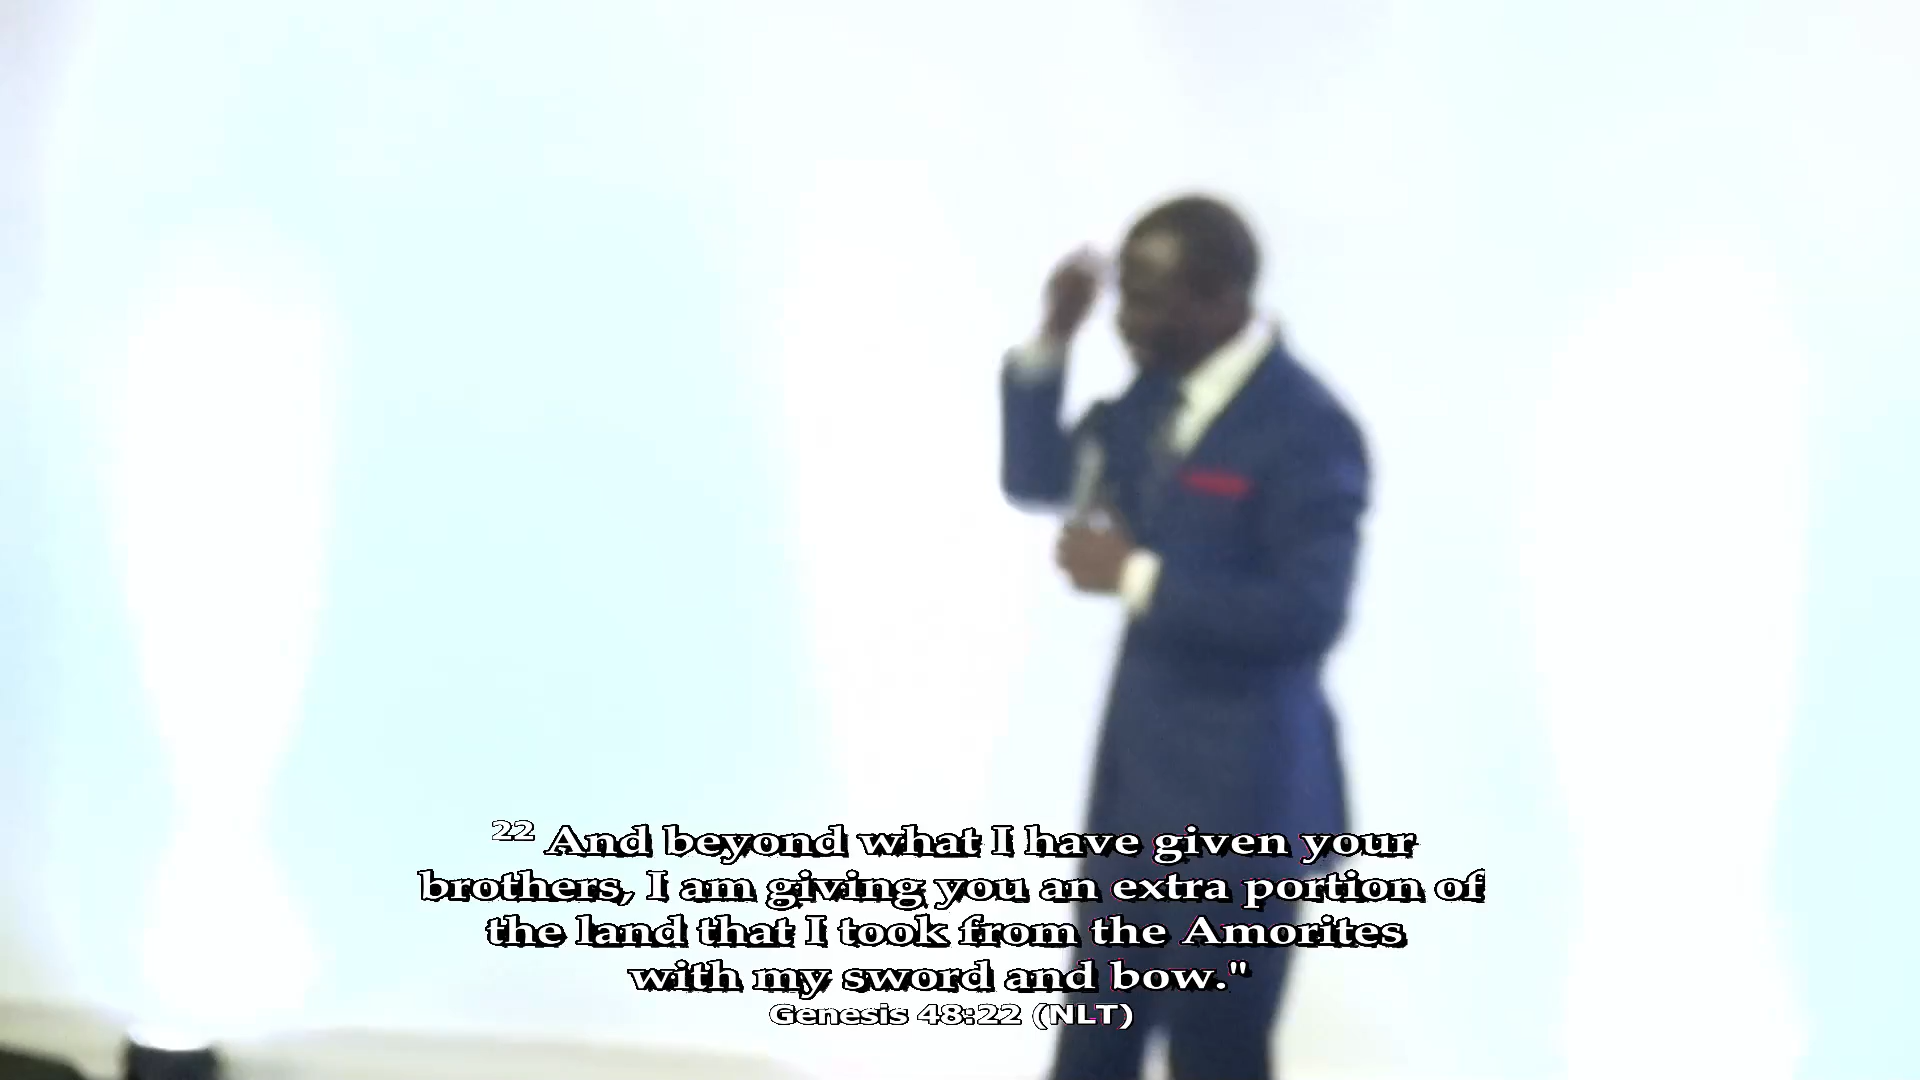 22 And beyond what I have given your
brothers, I am giving you an extra portion of
the land that I took from the Amorites
with my sword and bow."
Genesis 48:22 (NLT)